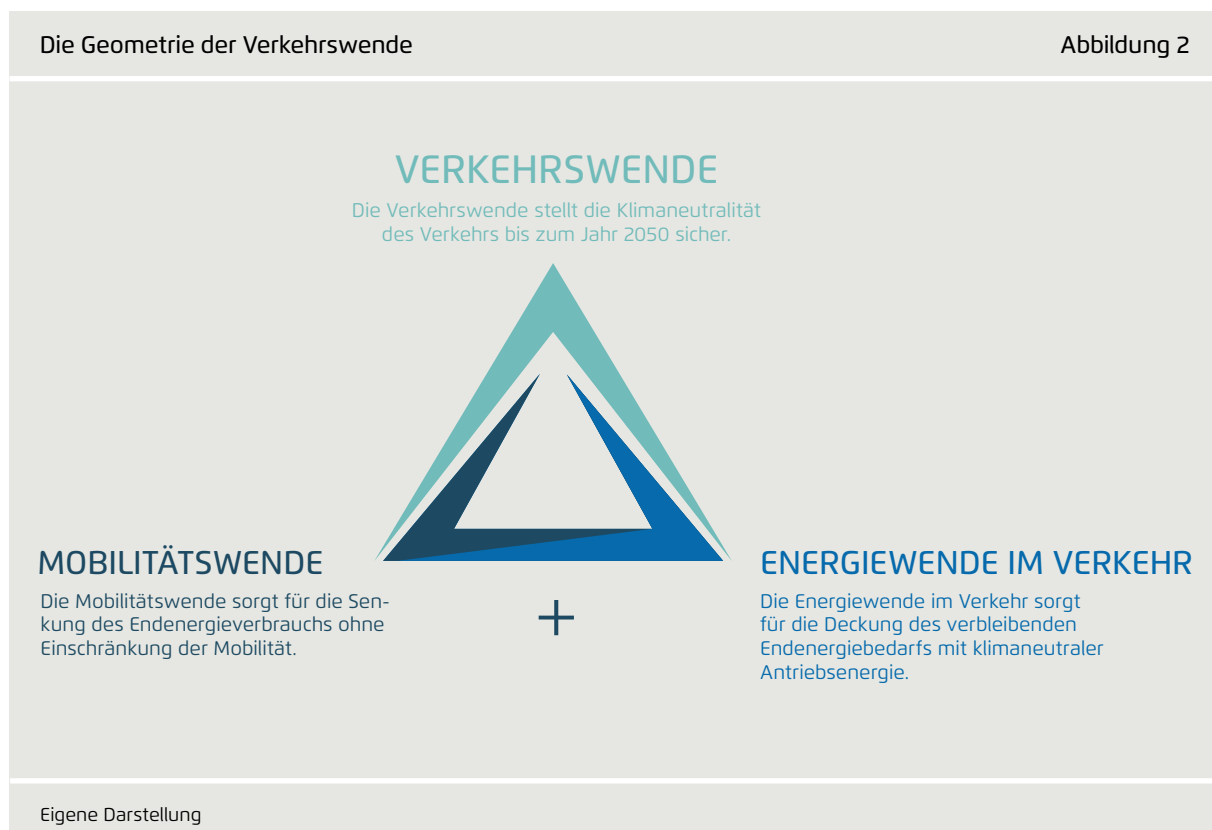 Die Geometrie der Verkehrswende
Abbildung 2
VERKEHRSWENDE
Die Verkehrswende stellt die Klimaneutralität
des Verkehrs bis zum Jahr 2050 sicher.
MOBILITÄTSWENDE
Die Mobilitätswende sorgt für die Sen-
kung des Endenergieverbrauchs ohne
Einschränkung der Mobilität.
+
ENERGIEWENDE IM VERKEHR
Die Energiewende im Verkehr sorgt
für die Deckung des verbleibenden
Endenergiebedarfs mit klimaneutraler
Antriebsenergie.
Eigene Darstellung